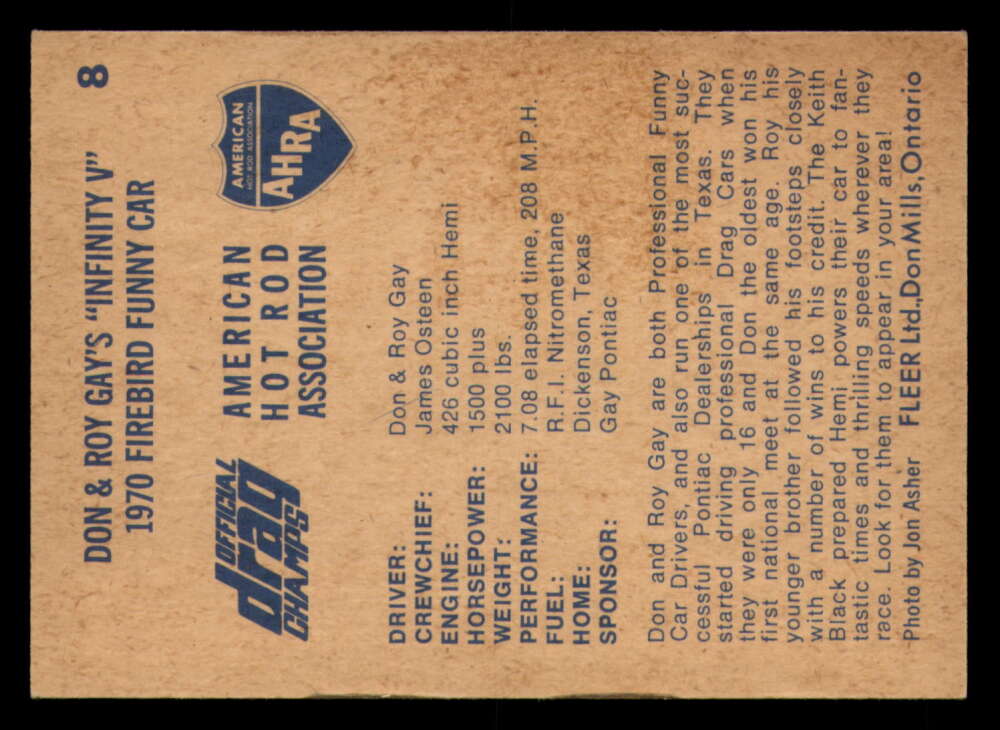 8
DON & ROY GAY'S "INFINITY V"
1970 FIREBIRD FUNNY CAR
OFFICIAL
drag
CHAMPS
AMERICAN
HOT ROD
ASSOCIATION
AMERICAN
HOT ROD ASSOCIATION
AHRA
DRIVER: Don & Roy Gay
CREWCHIEF: James Osteen
ENGINE: 426 cubic inch Hemi
HORSEPOWER: 1500 plus
WEIGHT: 2100 lbs.
PERFORMANCE: 7.08 elapsed time, 208 M.P.H.
FUEL: R.F.I. Nitromethane
HOME: Dickenson, Texas
SPONSOR: Gay Pontiac
Don and Roy Gay are both Professional Funny
Car Drivers, and also run one of the most suc-
cessful Pontiac Dealerships in Texas. They
started driving professional Drag Cars when
they were only 16 and Don the oldest won his
first national meet at the same age. Roy, his
younger brother followed his footsteps closely
with a number of wins to his credit. The Keith
Black prepared Hemi powers their car to fan-
tastic times and thrilling speeds wherever they
race. Look for them to appear in your area!
Photo by Jon Asher FLEER Ltd., Don Mills, Ontario